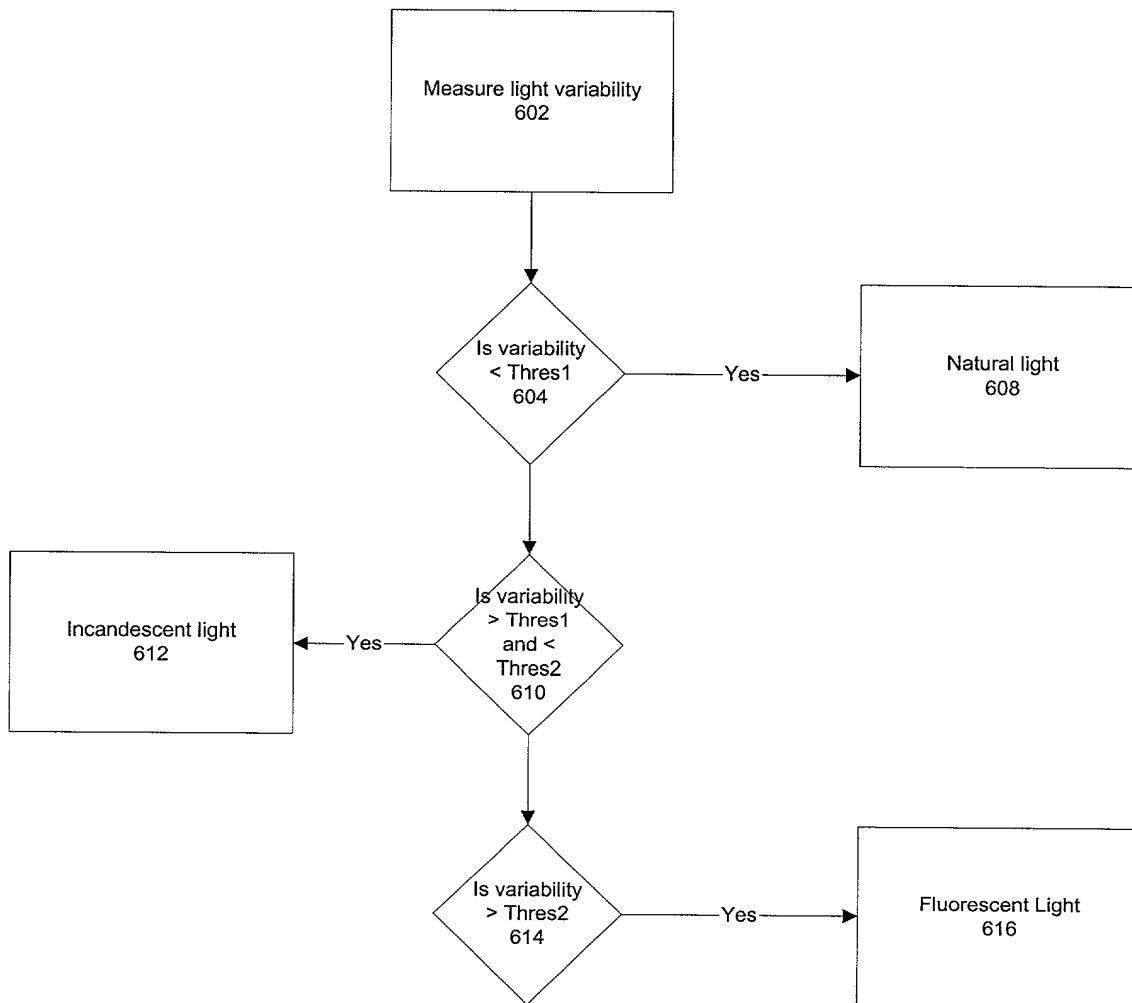 Measure light variability
602
Is variability
< Thres1
604
Yes
Natural light
608
Is variability
> Thres1
and <
Thres2
610
Yes
Incandescent light
612
Is variability
> Thres2
614
Yes
Fluorescent Light
616